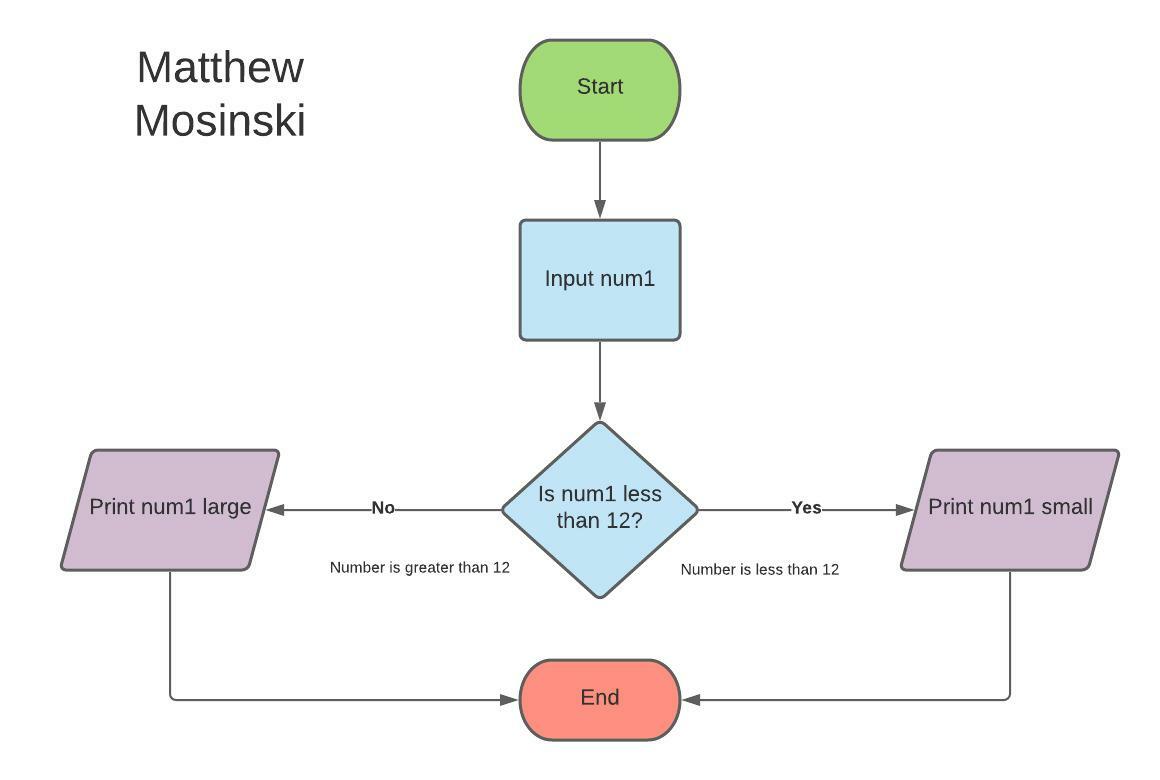 Matthew
Mosinski
Start
Input num1
Is num1 less
than 12?
Print num1 large
No
Yes
Print num1 small
Number is greater than 12
Number is less than 12
End